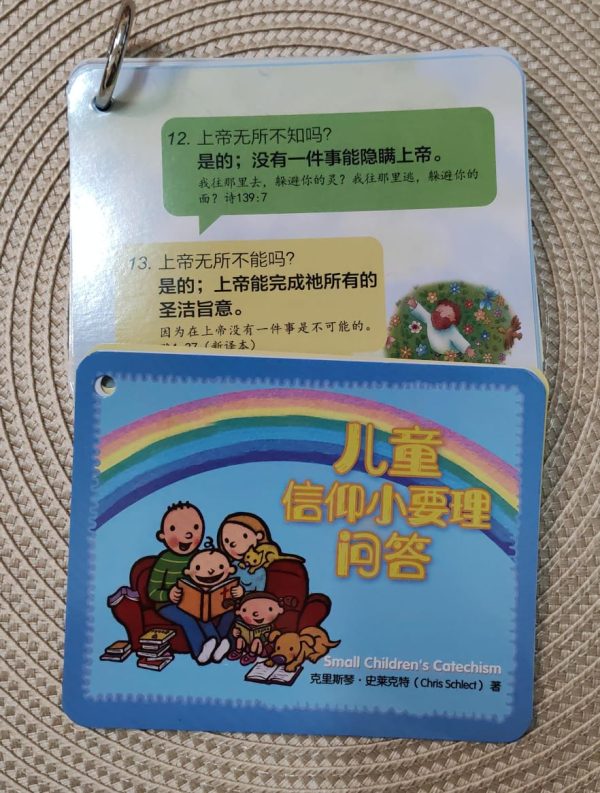 12. 上帝无所不知吗?
是的；没有一件事能隐瞒上帝。
我往那里去，躲避你的灵？我往那里逃，躲避你的
面？诗139:7
13. 上帝无所不能吗?
是的；上帝能完成祂所有的
圣洁旨意。
因为在上帝没有一件事是不可能的。
1:37（新译本）
儿童
信仰小要理
问答
Small Children's Catechism
克里斯琴·史莱克特（Chris Schlect）著